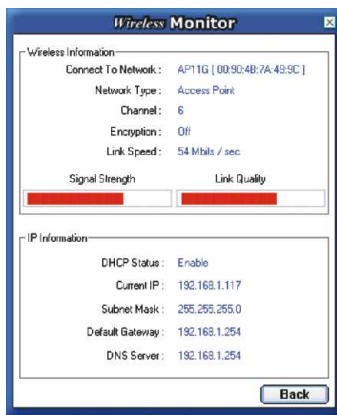 Wireless Monitor
Wireless Information
Connect To Network : AP11G [ 00:90:4B:7A:49:9C ]
Network Type : Access Point
Channel : 6
Encryption : Off
Link Speed : 54 Mbits / sec
Signal Strength Link Quality
IP Information
DHCP Status : Enable
Current IP : 192.168.1.117
Subnet Mask : 255.255.255.0
Default Gateway : 192.168.1.254
DNS Server : 192.168.1.254
Back